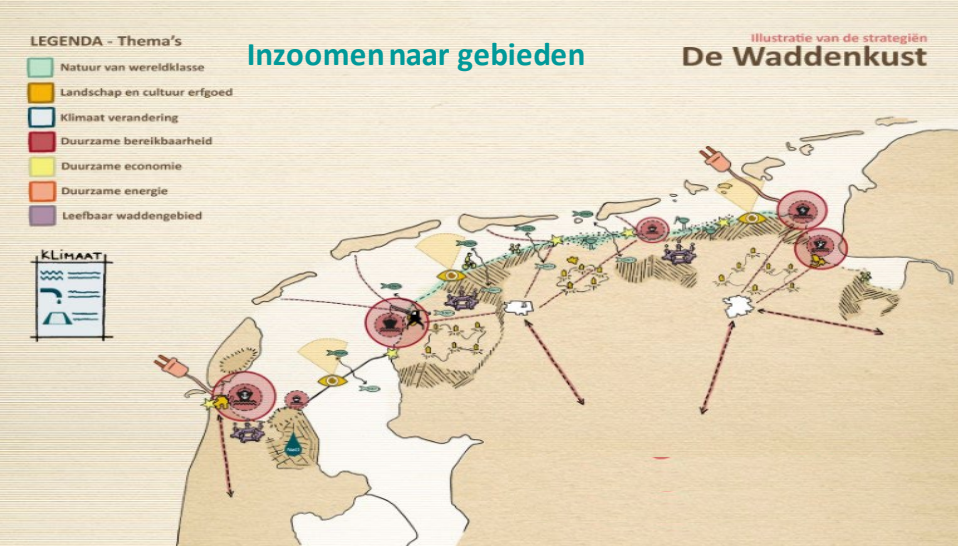 LEGENDA - Thema's
Natuur van wereldklasse
Landschap en cultuur erfgoed
Klimaat verandering
Duurzame bereikbaarheid
Duurzame economie
Duurzame energie
Leefbaar waddengebied
Inzoomen naar gebieden
Illustratie van de strategiën
De Waddenkust
KLIMAAT